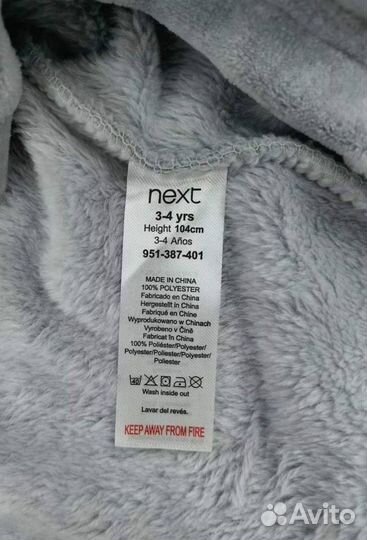 next
3-4 yrs
Height 104cm
3-4 Años
951-387-401
MADE IN CHINA
100% POLYESTER
Fabricado en China
Hergestellt in China
Fabriqué en Chine
Wyprodukowano w Chinach
Vyrobeno v Číně
Fabricat în China
100% Poliéster/Polyester/
Polyester/Polyester/Poliester/
Polyester/Poliester
Wash inside out
Lavar del revés.
KEEP AWAY FROM FIRE
Avito